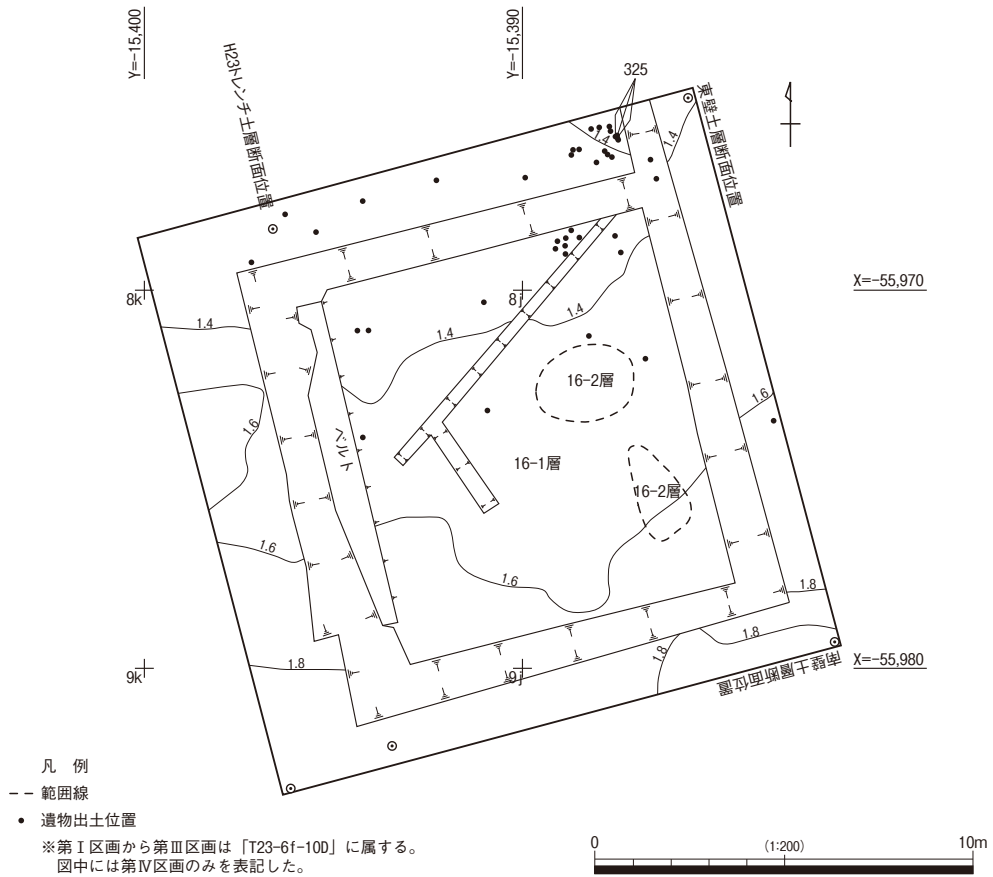 Y=-15,400
Y=-15,390
H23トレンチ土層断面位置
325
東壁土層断面位置
1.4
1.4
X=-55,970
8k
8j
1.4
1.4
1.4
16-2層
1.6
1.6
ベルト
16-1層
16-2層
1.6
1.6
1.8
1.8
1.8
1.8
南壁土層断面位置
9k
9j
X=-55,980
凡 例
-- 範囲線
● 遺物出土位置
※第Ⅰ区画から第Ⅲ区画は「T23-6f-10D」に属する。
図中には第Ⅳ区画のみを表記した。
0 (1:200) 10m